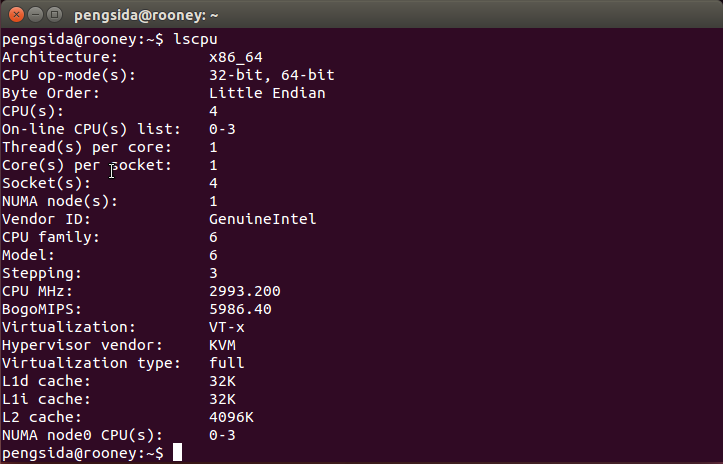 pengsida@rooney: ~
pengsida@rooney:~$ lscpu
Architecture:          x86_64
CPU op-mode(s):        32-bit, 64-bit
Byte Order:            Little Endian
CPU(s):                4
On-line CPU(s) list:   0-3
Thread(s) per core:    1
Core(s) per socket:    1
Socket(s):             4
NUMA node(s):          1
Vendor ID:             GenuineIntel
CPU family:            6
Model:                 6
Stepping:              3
CPU MHz:               2993.200
BogoMIPS:              5986.40
Virtualization:        VT-x
Hypervisor vendor:     KVM
Virtualization type:   full
L1d cache:             32K
L1i cache:             32K
L2 cache:              4096K
NUMA node0 CPU(s):     0-3
pengsida@rooney:~$